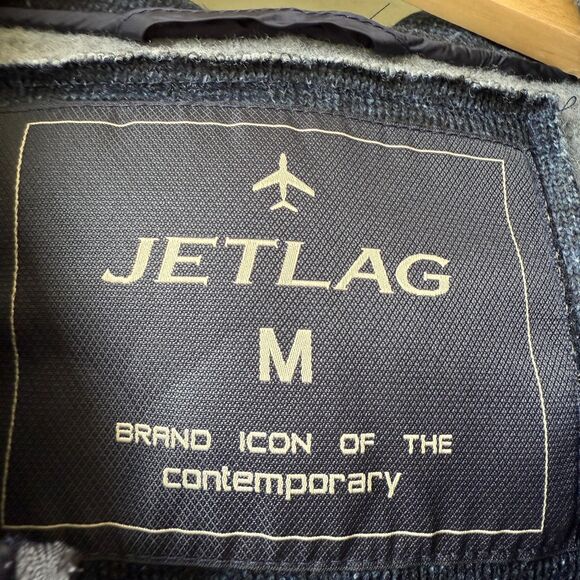 JETLAG
M
BRAND ICON OF THE
contemporary